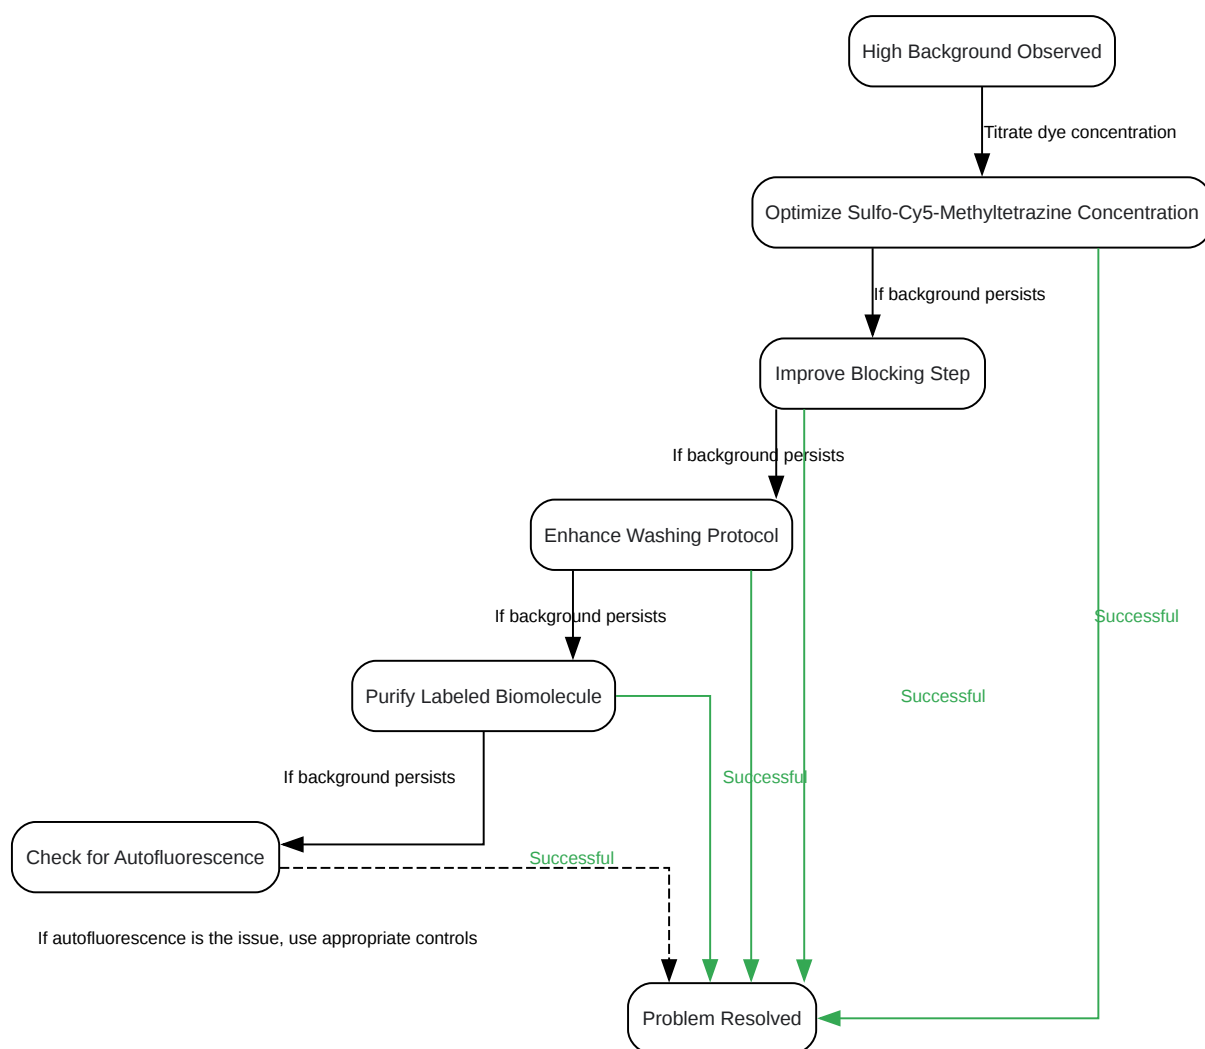 High Background Observed
Titrate dye concentration
Optimize Sulfo-Cy5-Methyltetrazine Concentration
If background persists
Improve Blocking Step
If background persists
Enhance Washing Protocol
If background persists
Successful
Purify Labeled Biomolecule
Successful
If background persists
Successful
Check for Autofluorescence
Successful
If autofluorescence is the issue, use appropriate controls
Problem Resolved